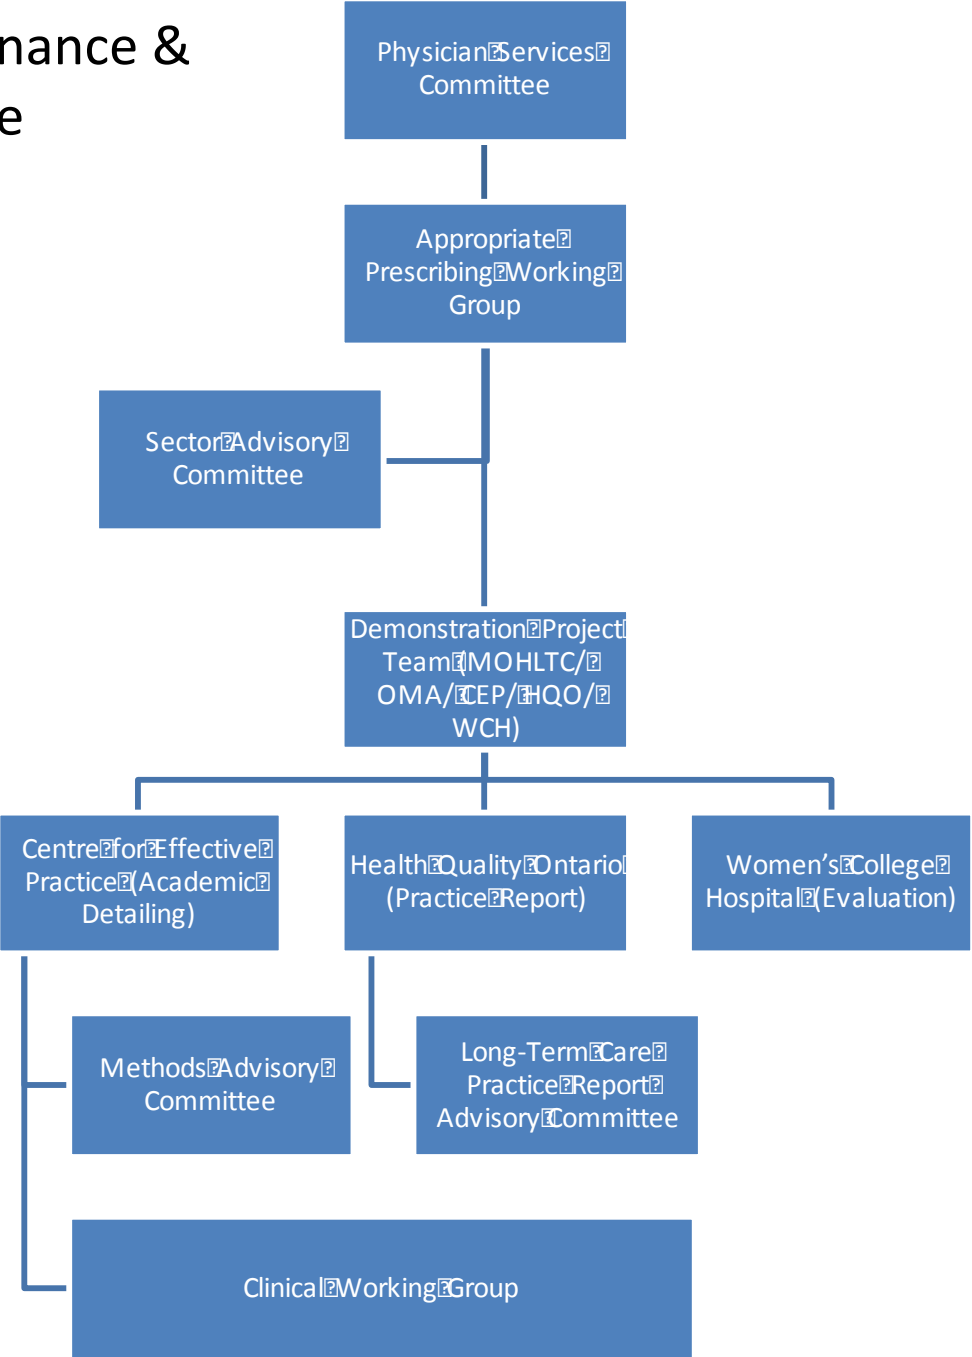 nance &
e
Physician Services
Committee
Appropriate
Prescribing Working
Group
Sector Advisory
Committee
Demonstration Project
Team (MOHLTC/
OMA/ CEP/ HQO/
WCH)
Centre for Effective
Practice (Academic
Detailing)
Health Quality Ontario
(Practice Report)
Women’s College
Hospital (Evaluation)
Methods Advisory
Committee
Long-Term Care
Practice Report
Advisory Committee
Clinical Working Group